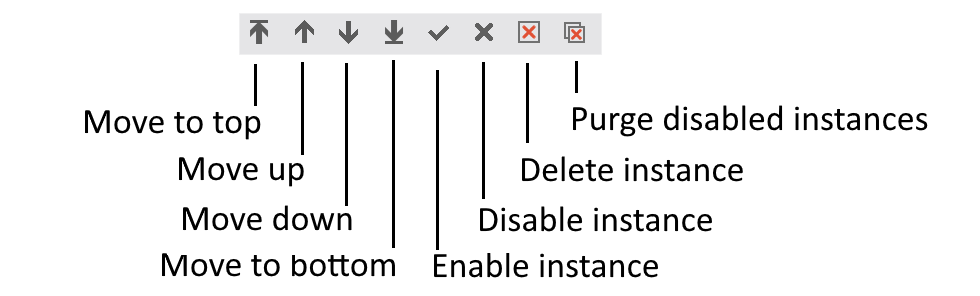 Move to top
Purge disabled instances
Move up
Delete instance
Move down
Disable instance
Move to bottom
Enable instance